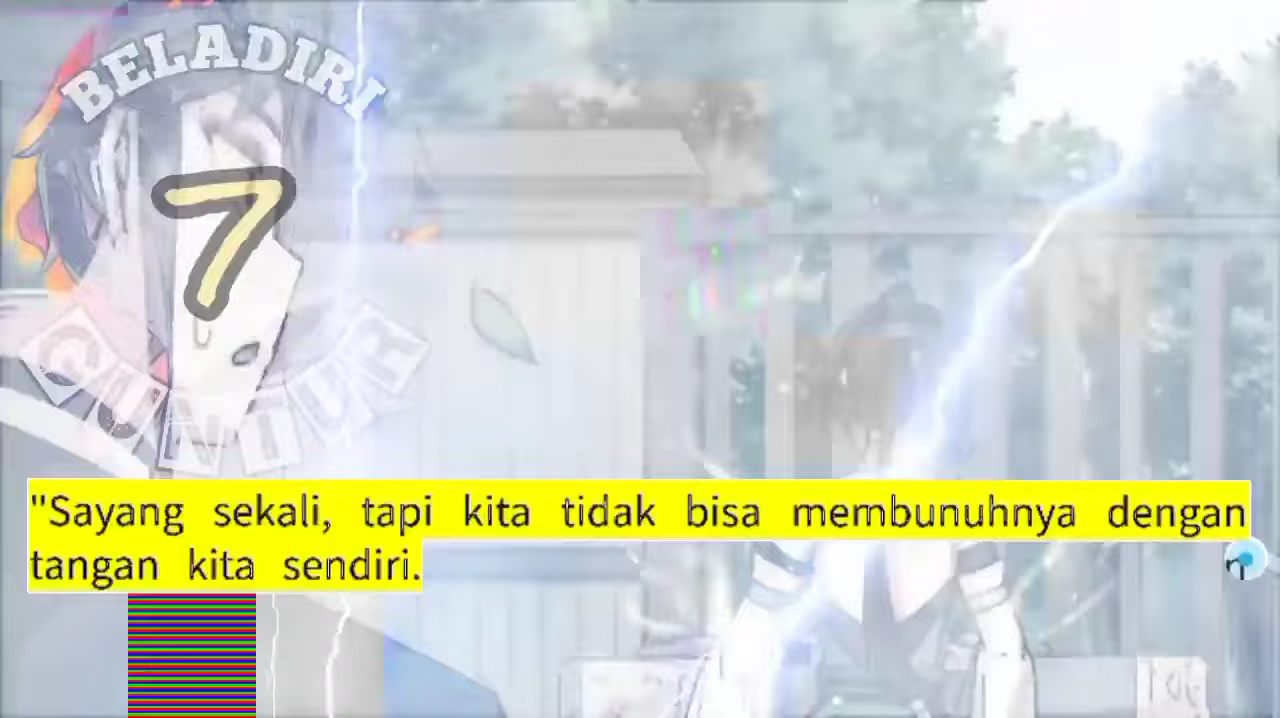 BELADIRI
7
"Sayang sekali, tapi kita tidak bisa membunuhnya dengan
tangan kita sendiri.